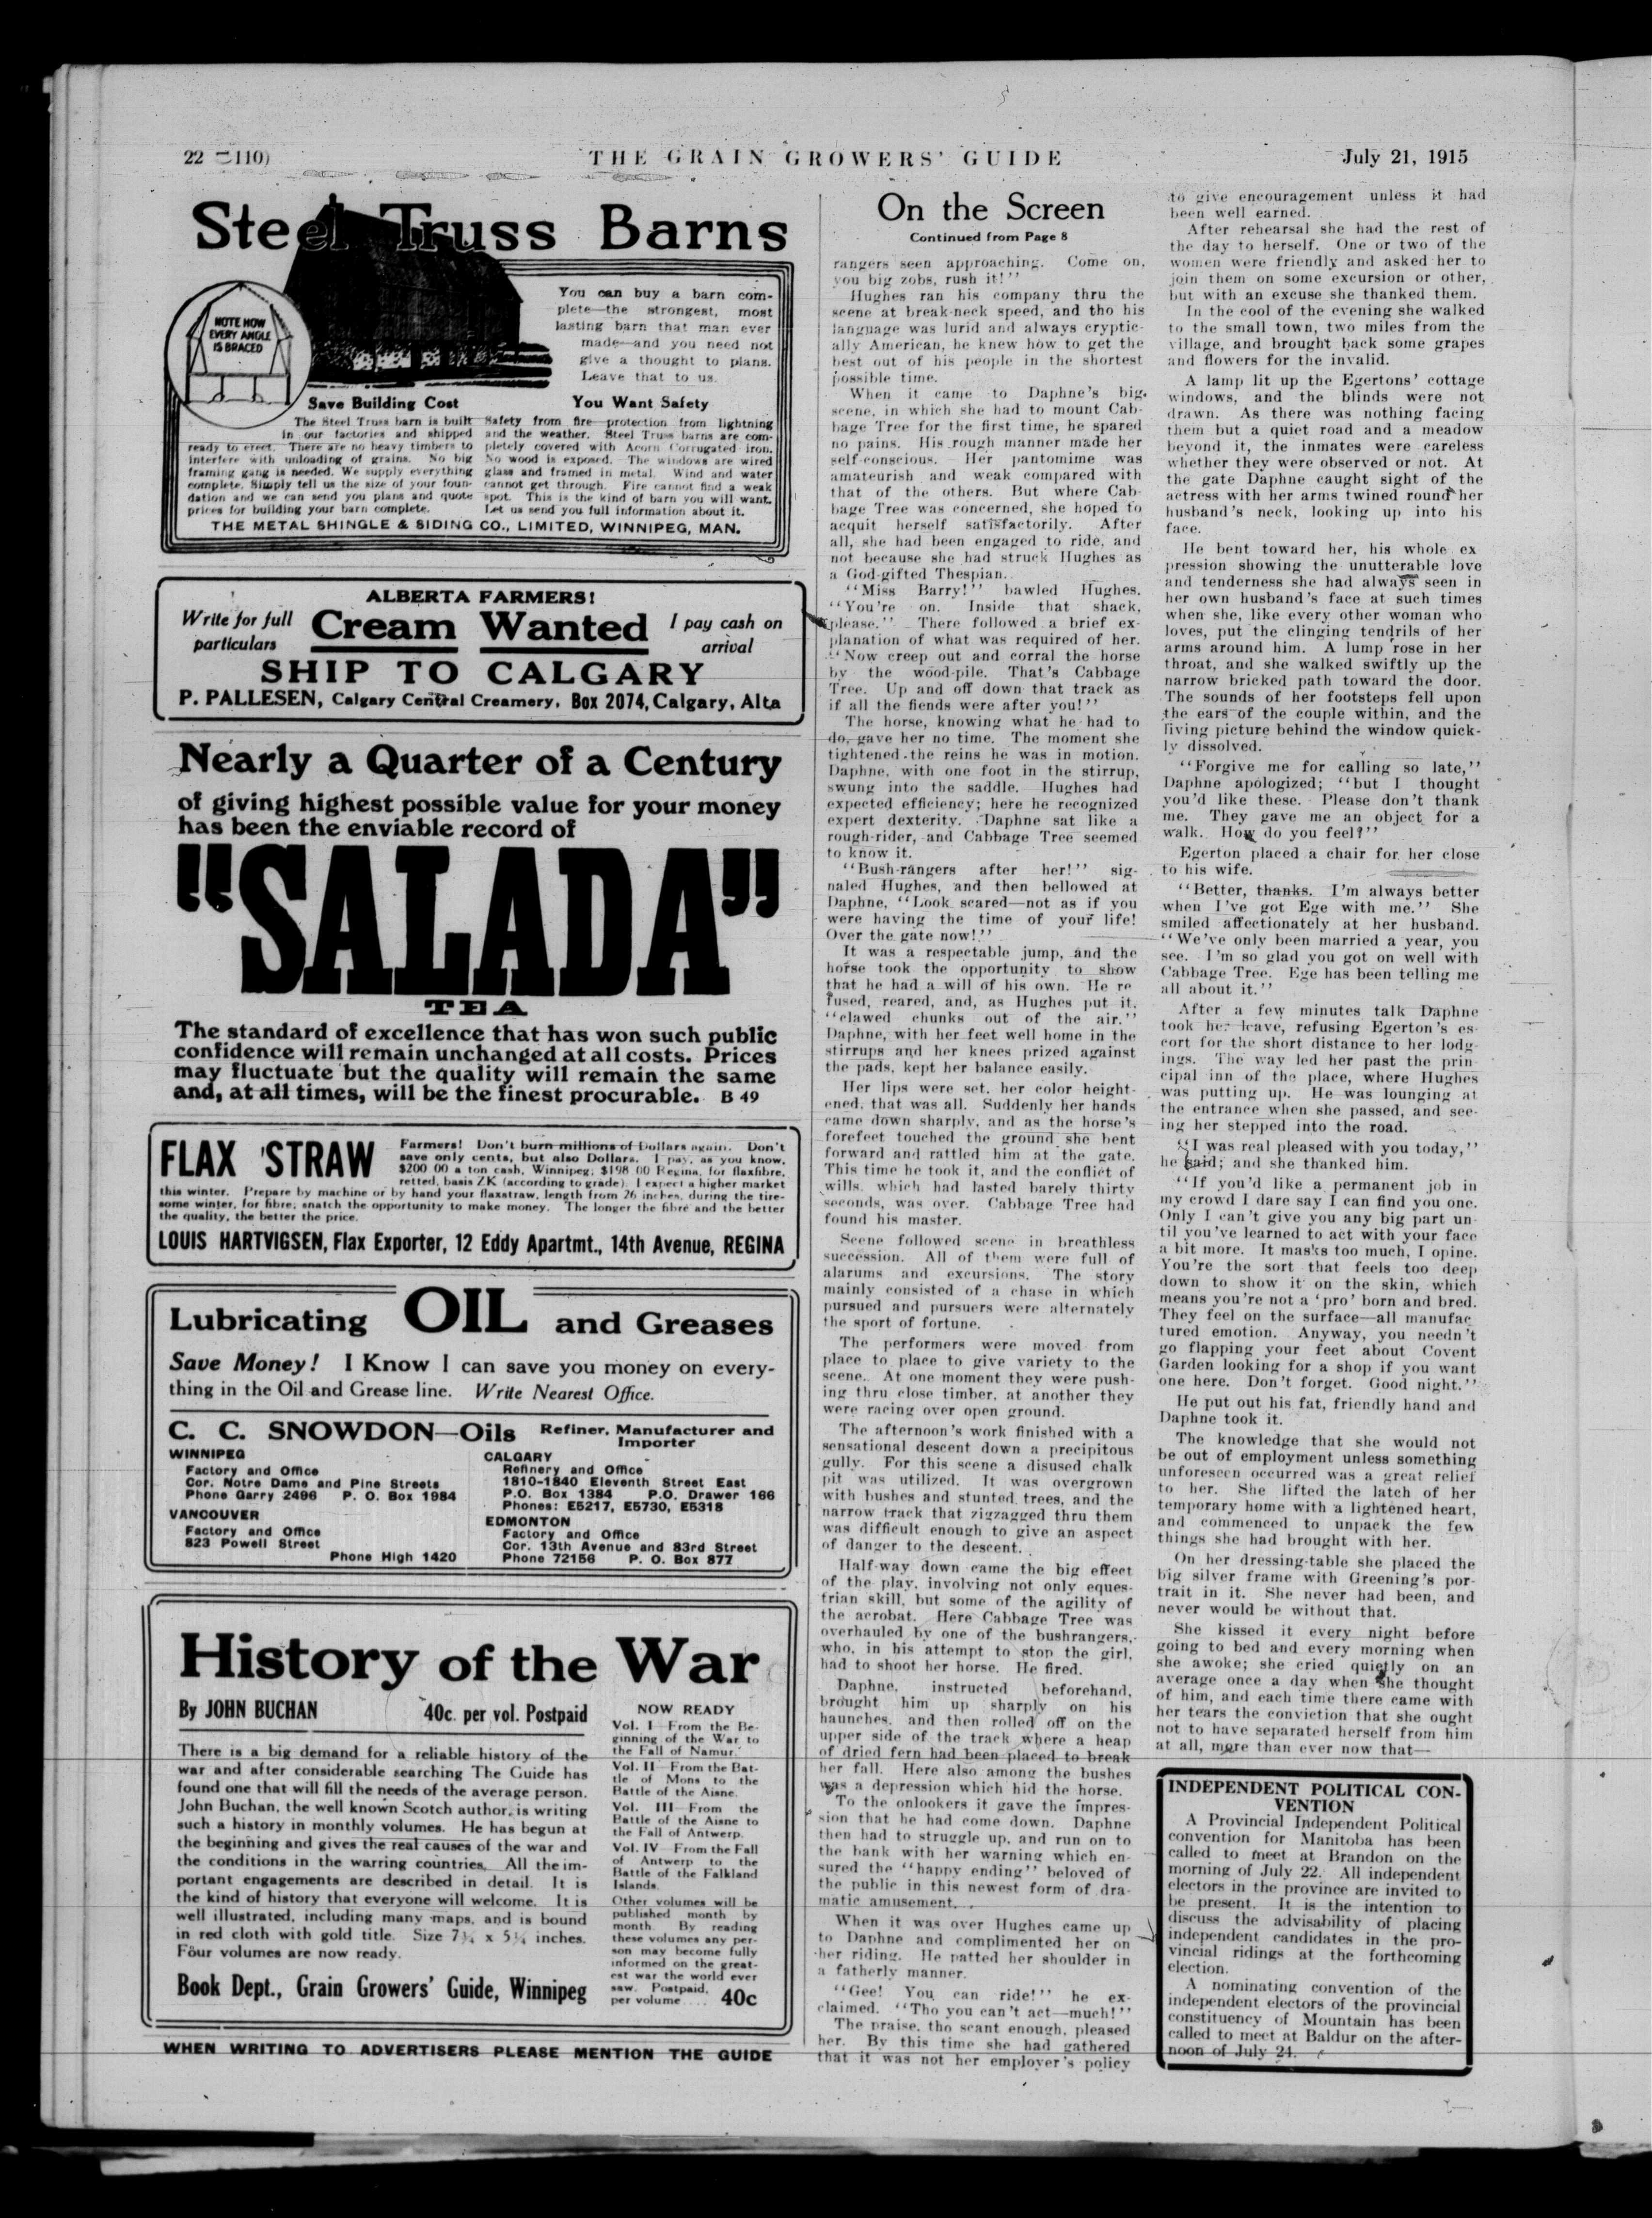 22 (1110)
THE GRAIN GROWERS' GUIDE
July 21, 1915
Steel Truss Barns
NOTE HOW
EVERY ANGLE
IS BRACED
You can buy a barn com-
plete—the strongest, most
lasting barn that man ever
made—and you need not
give a thought to plans.
Leave that to us.
Save Building Cost
The Steel Truss barn is built
in our factories and shipped
ready to erect. There are no heavy timbers to
interfere with unloading of grains. No big
framing gang is needed. We supply everything
complete. Simply tell us the size of your foun-
dation and we can send you plans and quote
prices for building your barn complete.
You Want Safety
Safety from fire—protection from lightning
and the weather. Steel Truss barns are com-
pletely covered with Acorn Corrugated iron.
No wood is exposed. The windows are wired
glass and framed in metal. Wind and water
cannot get through. Fire cannot find a weak
spot. This is the kind of barn you will want.
Let us send you full information about it.
THE METAL SHINGLE & SIDING CO., LIMITED, WINNIPEG, MAN.
ALBERTA FARMERS!
Write for full
particulars
Cream Wanted
I pay cash on
arrival
SHIP TO CALGARY
P. PALLESEN, Calgary Central Creamery, Box 2074, Calgary, Alta
Nearly a Quarter of a Century
of giving highest possible value for your money
has been the enviable record of
"SALADA"
TEA
The standard of excellence that has won such public
confidence will remain unchanged at all costs. Prices
may fluctuate but the quality will remain the same
and, at all times, will be the finest procurable. B 49
FLAX STRAW
Farmers! Don't burn millions of Dollars again. Don't
save only cents, but also Dollars. I pay, as you know,
$200.00 a ton cash, Winnipeg; $198.00 Regina, for flaxfibre,
retted, basis ZK (according to grade). I expect a higher market
this winter. Prepare by machine or by hand your flaxstraw, length from 26 inches, during the tire-
some winter, for fibre; snatch the opportunity to make money. The longer the fibre and the better
the quality, the better the price.
LOUIS HARTVIGSEN, Flax Exporter, 12 Eddy Apartmt., 14th Avenue, REGINA
Lubricating OIL and Greases
Save Money! I Know I can save you money on every-
thing in the Oil and Grease line. Write Nearest Office.
C. C. SNOWDON—Oils Refiner, Manufacturer and
Importer
WINNIPEG
Factory and Office
Cor. Notre Dame and Pine Streets
Phone Garry 2496 P. O. Box 1984
VANCOUVER
Factory and Office
823 Powell Street
Phone High 1420
CALGARY
Refinery and Office
1810-1840 Eleventh Street East
P.O. Box 1384 P.O. Drawer 166
Phones: E5217, E5730, E5318
EDMONTON
Factory and Office
Cor. 13th Avenue and 83rd Street
Phone 72156 P. O. Box 877
History of the War
By JOHN BUCHAN 40c. per vol. Postpaid
There is a big demand for a reliable history of the
war and after considerable searching The Guide has
found one that will fill the needs of the average person.
John Buchan, the well known Scotch author, is writing
such a history in monthly volumes. He has begun at
the beginning and gives the real causes of the war and
the conditions in the warring countries. All the im-
portant engagements are described in detail. It is
the kind of history that everyone will welcome. It is
well illustrated, including many maps, and is bound
in red cloth with gold title. Size 7¼ x 5¼ inches.
Four volumes are now ready.
Book Dept., Grain Growers' Guide, Winnipeg
NOW READY
Vol. I—From the Be-
ginning of the War to
the Fall of Namur.
Vol. II—From the Bat-
tle of Mons to the
Battle of the Aisne.
Vol. III—From the
Battle of the Aisne to
the Fall of Antwerp.
Vol. IV—From the Fall
of Antwerp to the
Battle of the Falkland
Islands.
Other volumes will be
published month by
month. By reading
these volumes any per-
son may become fully
informed on the great-
est war the world ever
saw. Postpaid,
per volume .... 40c
WHEN WRITING TO ADVERTISERS PLEASE MENTION THE GUIDE
On the Screen
Continued from Page 8
rangers seen approaching. Come on,
you big zobs, rush it!''
Hughes ran his company thru the
scene at break-neck speed, and tho his
language was lurid and always cryptic-
ally American, he knew how to get the
best out of his people in the shortest
possible time.
When it came to Daphne's big
scene, in which she had to mount Cab-
bage Tree for the first time, he spared
no pains. His rough manner made her
self-conscious. Her pantomime was
amateurish and weak compared with
that of the others. But where Cab-
bage Tree was concerned, she hoped to
acquit herself satisfactorily. After
all, she had been engaged to ride, and
not because she had struck Hughes as
a God-gifted Thespian.
''Miss Barry!'' bawled Hughes.
''You're on. Inside that shack,
please.'' There followed a brief ex-
planation of what was required of her.
''Now creep out and corral the horse
by the wood-pile. That's Cabbage
Tree. Up and off down that track as
if all the fiends were after you!''
The horse, knowing what he had to
do, gave her no time. The moment she
tightened the reins he was in motion.
Daphne, with one foot in the stirrup,
swung into the saddle. Hughes had
expected efficiency; here he recognized
expert dexterity. Daphne sat like a
rough-rider, and Cabbage Tree seemed
to know it.
''Bush-rangers after her!'' sig-
naled Hughes, and then bellowed at
Daphne, ''Look scared—not as if you
were having the time of your life!
Over the gate now!''
It was a respectable jump, and the
horse took the opportunity to show
that he had a will of his own. He re
fused, reared, and, as Hughes put it,
''clawed chunks out of the air.''
Daphne, with her feet well home in the
stirrups and her knees prized against
the pads, kept her balance easily.
Her lips were set, her color height-
ened, that was all. Suddenly her hands
came down sharply, and as the horse's
forefeet touched the ground she bent
forward and rattled him at the gate.
This time he took it, and the conflict of
wills, which had lasted barely thirty
seconds, was over. Cabbage Tree had
found his master.
Scene followed scene in breathless
succession. All of them were full of
alarums and excursions. The story
mainly consisted of a chase in which
pursued and pursuers were alternately
the sport of fortune.
The performers were moved from
place to place to give variety to the
scene. At one moment they were push-
ing thru close timber, at another they
were racing over open ground.
The afternoon's work finished with a
sensational descent down a precipitous
gully. For this scene a disused chalk
pit was utilized. It was overgrown
with bushes and stunted trees, and the
narrow track that zigzagged thru them
was difficult enough to give an aspect
of danger to the descent.
Half-way down came the big effect
of the play, involving not only eques-
trian skill, but some of the agility of
the acrobat. Here Cabbage Tree was
overhauled by one of the bushrangers,
who, in his attempt to stop the girl,
had to shoot her horse. He fired.
Daphne, instructed beforehand,
brought him up sharply on his
haunches, and then rolled off on the
upper side of the track where a heap
of dried fern had been placed to break
her fall. Here also among the bushes
was a depression which hid the horse.
To the onlookers it gave the impres-
sion that he had come down. Daphne
then had to struggle up, and run on to
the bank with her warning which en-
sured the ''happy ending'' beloved of
the public in this newest form of dra-
matic amusement.
When it was over Hughes came up
to Daphne and complimented her on
her riding. He patted her shoulder in
a fatherly manner.
''Gee! You can ride!'' he ex-
claimed. ''Tho you can't act—much!''
The praise, tho scant enough, pleased
her. By this time she had gathered
that it was not her employer's policy
to give encouragement unless it had
been well earned.
After rehearsal she had the rest of
the day to herself. One or two of the
women were friendly and asked her to
join them on some excursion or other,
but with an excuse she thanked them.
In the cool of the evening she walked
to the small town, two miles from the
village, and brought back some grapes
and flowers for the invalid.
A lamp lit up the Egertons' cottage
windows, and the blinds were not
drawn. As there was nothing facing
them but a quiet road and a meadow
beyond it, the inmates were careless
whether they were observed or not. At
the gate Daphne caught sight of the
actress with her arms twined round her
husband's neck, looking up into his
face.
He bent toward her, his whole ex
pression showing the unutterable love
and tenderness she had always seen in
her own husband's face at such times
when she, like every other woman who
loves, put the clinging tendrils of her
arms around him. A lump rose in her
throat, and she walked swiftly up the
narrow bricked path toward the door.
The sounds of her footsteps fell upon
the ears of the couple within, and the
living picture behind the window quick-
ly dissolved.
''Forgive me for calling so late,''
Daphne apologized; ''but I thought
you'd like these. Please don't thank
me. They gave me an object for a
walk. How do you feel?''
Egerton placed a chair for her close
to his wife.
''Better, thanks. I'm always better
when I've got Ege with me.'' She
smiled affectionately at her husband.
''We've only been married a year, you
see. I'm so glad you got on well with
Cabbage Tree. Ege has been telling me
all about it.''
After a few minutes talk Daphne
took her leave, refusing Egerton's es-
cort for the short distance to her lodg-
ings. The way led her past the prin-
cipal inn of the place, where Hughes
was putting up. He was lounging at
the entrance when she passed, and see-
ing her stepped into the road.
''I was real pleased with you today,''
he said; and she thanked him.
''If you'd like a permanent job in
my crowd I dare say I can find you one.
Only I can't give you any big part un-
til you've learned to act with your face
a bit more. It masks too much, I opine.
You're the sort that feels too deep
down to show it on the skin, which
means you're not a 'pro' born and bred.
They feel on the surface—all manufac
tured emotion. Anyway, you needn't
go flapping your feet about Covent
Garden looking for a shop if you want
one here. Don't forget. Good night.''
He put out his fat, friendly hand and
Daphne took it.
The knowledge that she would not
be out of employment unless something
unforeseen occurred was a great relief
to her. She lifted the latch of her
temporary home with a lightened heart,
and commenced to unpack the few
things she had brought with her.
On her dressing-table she placed the
big silver frame with Greening's por-
trait in it. She never had been, and
never would be without that.
She kissed it every night before
going to bed and every morning when
she awoke; she cried quietly on an
average once a day when she thought
of him, and each time there came with
her tears the conviction that she ought
not to have separated herself from him
at all, more than ever now that—
INDEPENDENT POLITICAL CON-
VENTION
A Provincial Independent Political
convention for Manitoba has been
called to meet at Brandon on the
morning of July 22. All independent
electors in the province are invited to
be present. It is the intention to
discuss the advisability of placing
independent candidates in the pro-
vincial ridings at the forthcoming
election.
A nominating convention of the
independent electors of the provincial
constituency of Mountain has been
called to meet at Baldur on the after-
noon of July 24.